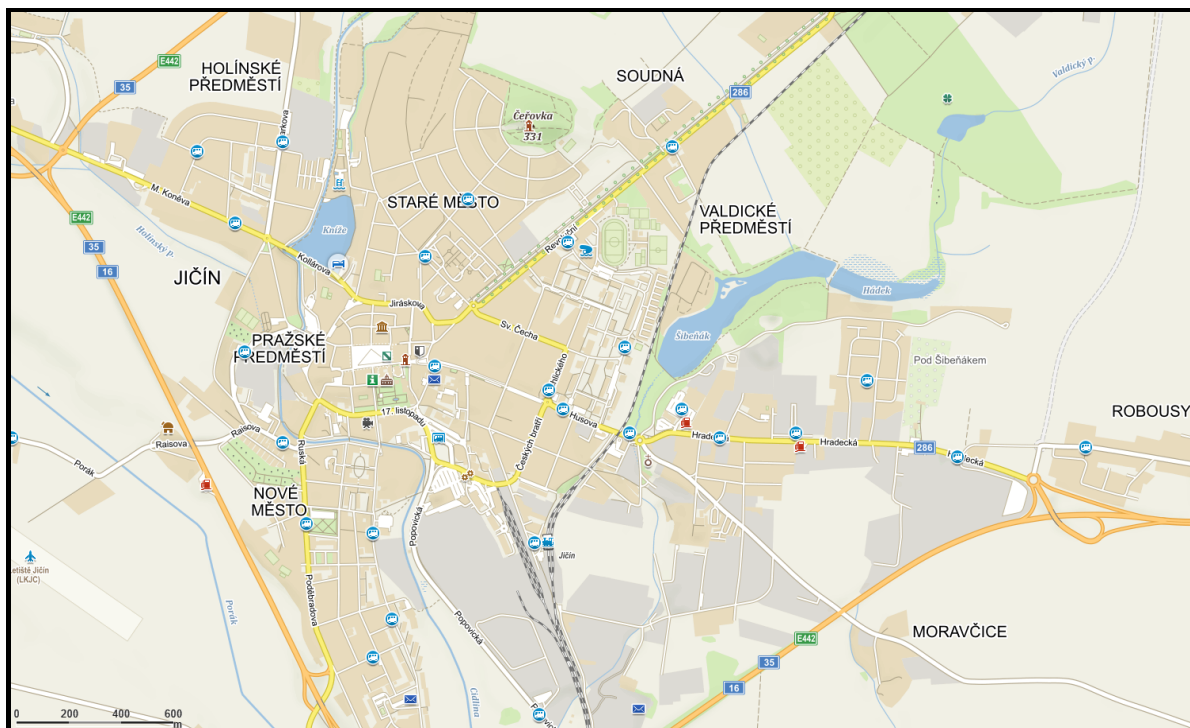 E442
35
HOLÍNSKÉ
PŘEDMĚSTÍ
SOUDNÁ
286
Valdický p.
Čeřovka
331
M. Koněva
STARÉ MĚSTO
Kníže
E442
35
16
Holínský p.
JIČÍN
Kollárova
Revoluční
VALDICKÉ
PŘEDMĚSTÍ
Jiráskova
Hádek
Sv. Čecha
Šibeňák
PRAŽSKÉ
PŘEDMĚSTÍ
Pod Šibeňákem
17. listopadu
Husova
ROBOUSY
Raisova
Raisova
Hradecká
286
Porák
Ruská
Českých bratří
NOVÉ
MĚSTO
Popovická
Jičín
Letiště Jičín
(LKJC)
Porák
Poděbradova
Popovická
E442
MORAVČICE
35
16
Cidlina
0 200 400 600
m